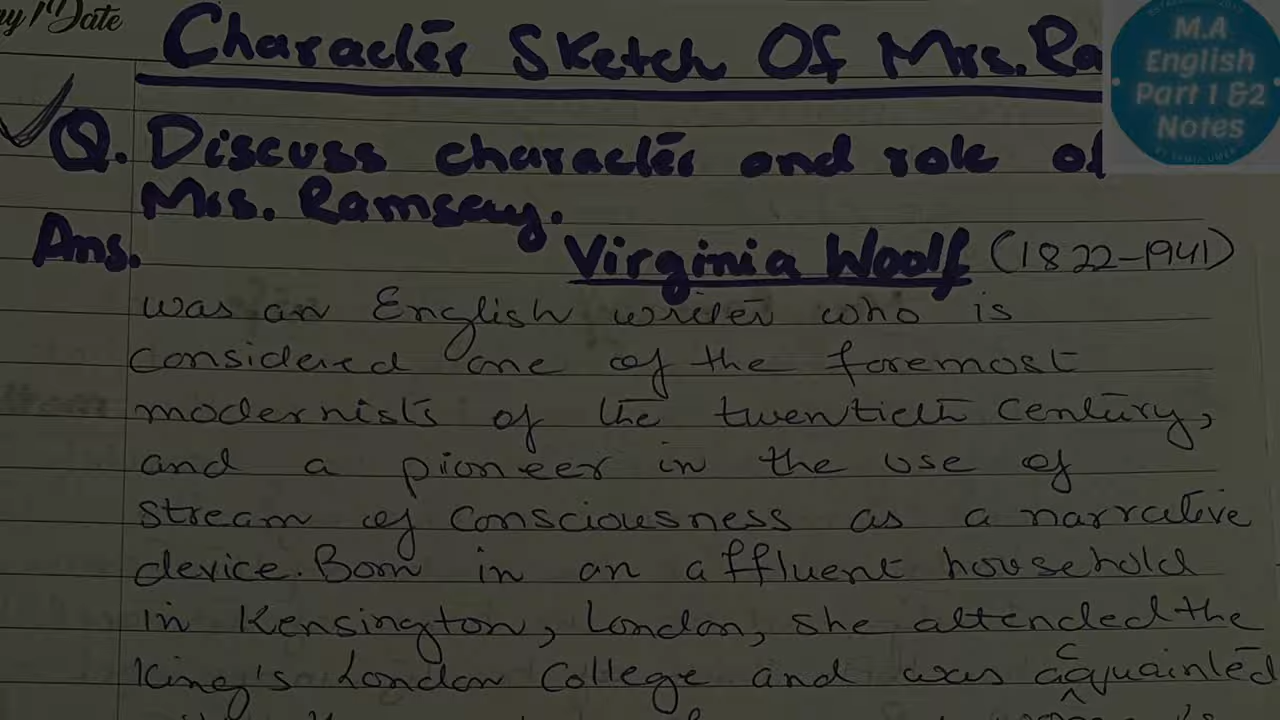 ay / Date
Character Sketch Of Mrs. Ra
M.A
English
Part 1 & 2
Notes
Q. Discuss character and role of
Mrs. Ramsay.
Ans. Virginia Woolf (1822-1941)
was an English writer who is
considered one of the foremost
modernists of the twentieth century,
and a pioneer in the use of
stream of consciousness as a narrative
device. Born in an affluent household
in Kensington, London, she attended the
King's London College and was acquainted